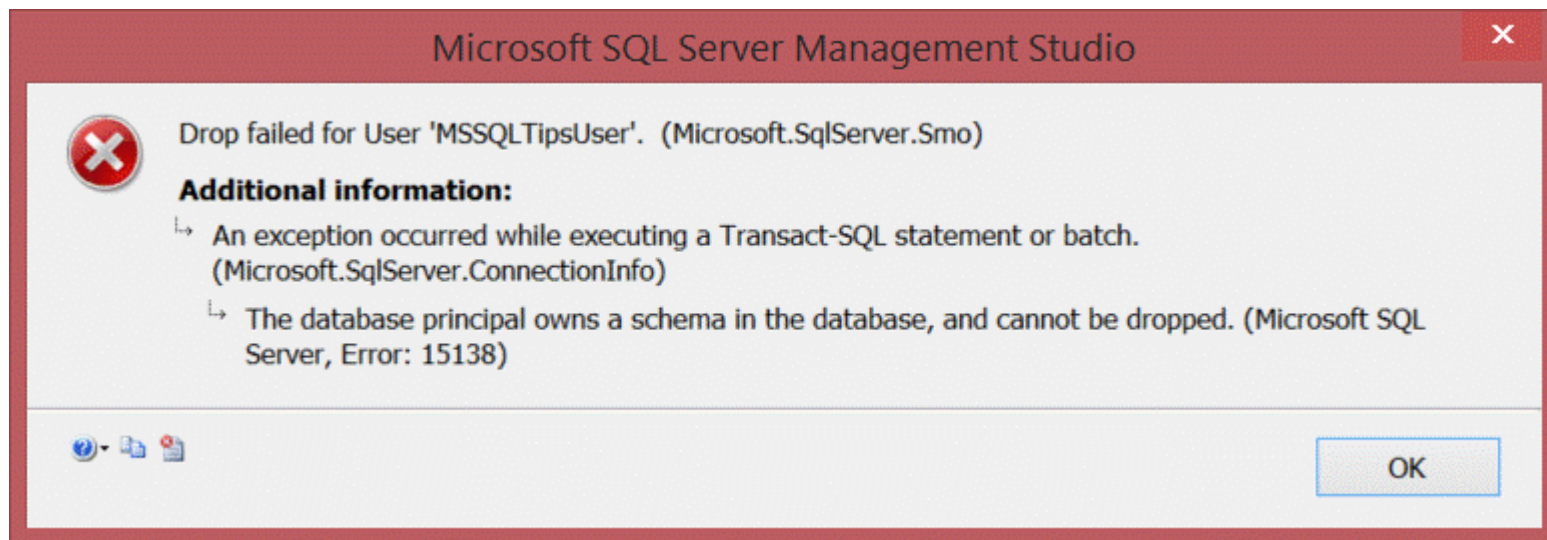 Microsoft SQL Server Management Studio
Drop failed for User 'MSSQLTipsUser'.  (Microsoft.SqlServer.Smo)
Additional information:
An exception occurred while executing a Transact-SQL statement or batch.
(Microsoft.SqlServer.ConnectionInfo)
The database principal owns a schema in the database, and cannot be dropped. (Microsoft SQL
Server, Error: 15138)
OK